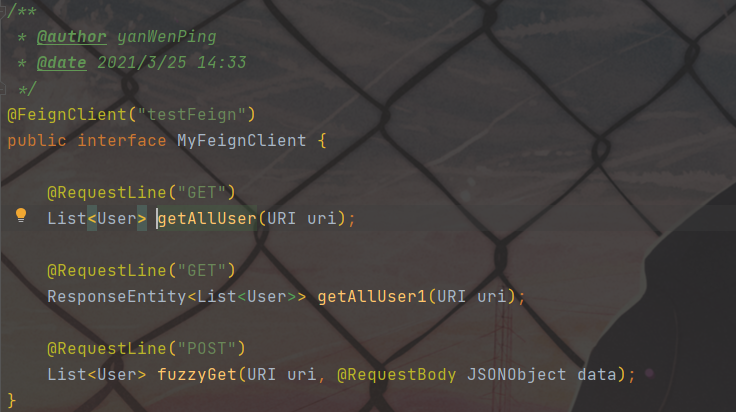 /**
 * @author yanWenPing
 * @date 2021/3/25 14:33
 */
@FeignClient("testFeign")
public interface MyFeignClient {
    @RequestLine("GET")
    List<User> getAllUser(URI uri);
    @RequestLine("GET")
    ResponseEntity<List<User>> getAllUser1(URI uri);
    @RequestLine("POST")
    List<User> fuzzyGet(URI uri, @RequestBody JSONObject data);
}